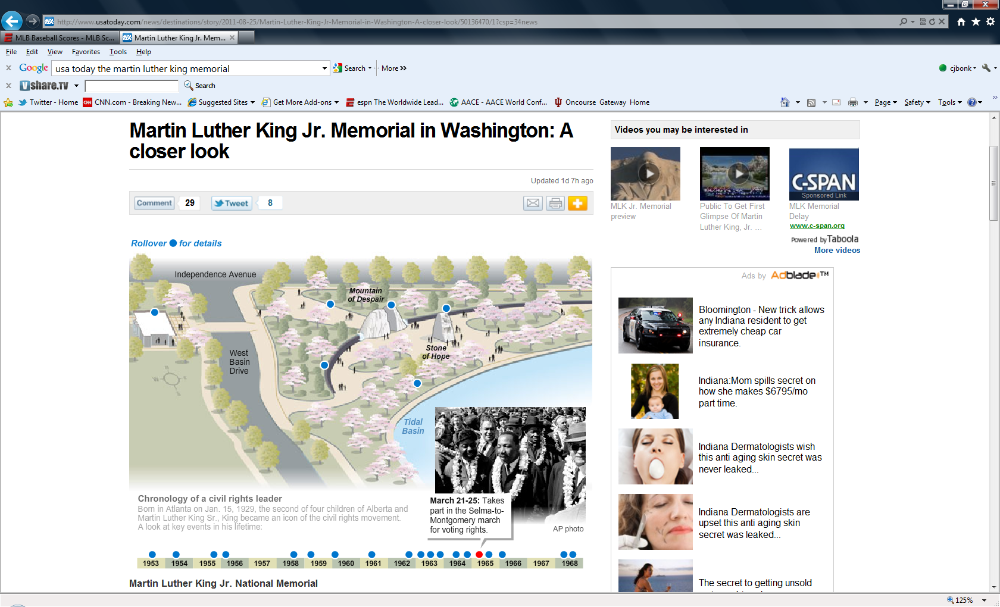 http://www.usatoday.com/news/destinations/story/2011-08-25/Martin-Luther-King-Jr-Memorial-in-Washington-A-closer-look/50136470/1?csp=34news
MLB Baseball Scores - MLB Sc...
Martin Luther King Jr. Mem...
File Edit View Favorites Tools Help
x Google usa today the martin luther king memorial Search More >> cjbonk
x Vshare.tv Search
Twitter - Home CNN.com - Breaking New... Suggested Sites Get More Add-ons espn The Worldwide Lead... AACE - AACE World Conf... Oncourse Gateway Home Page Safety Tools
Martin Luther King Jr. Memorial in Washington: A
closer look
Updated 1d 7h ago
Comment 29 Tweet 8
Rollover for details
Independence Avenue
Mountain
of Despair
West
Basin
Drive
Stone
of Hope
Tidal
Basin
March 21-25: Takes
part in the Selma-to-
Montgomery march
for voting rights.
AP photo
Chronology of a civil rights leader
Born in Atlanta on Jan. 15, 1929, the second of four children of Alberta and
Martin Luther King Sr., King became an icon of the civil rights movement.
A look at key events in his lifetime:
1953 1954 1955 1956 1957 1958 1959 1960 1961 1962 1963 1964 1965 1966 1967 1968
Martin Luther King Jr. National Memorial
Videos you may be interested in
MLK Jr. Memorial
preview
Public To Get First
Glimpse Of Martin
Luther King, Jr. ...
C-SPAN
Sponsored Link
MLK Memorial
Delay
www.c-span.org
Powered by Taboola
More videos
Ads by Adblade™
Bloomington - New trick allows
any Indiana resident to get
extremely cheap car
insurance.
Indiana:Mom spills secret on
how she makes $6795/mo
part time.
Indiana Dermatologists wish
this anti aging skin secret was
never leaked...
Indiana Dermatologists are
upset this anti aging skin
secret was leaked...
The secret to getting unsold
125%